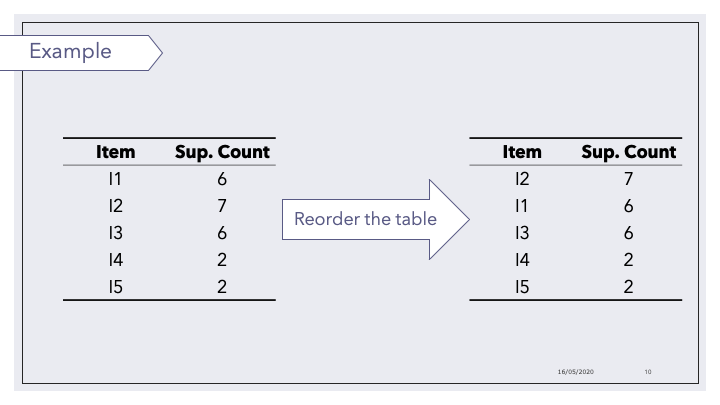 Example
Item Sup. Count
I1 6
I2 7
I3 6
I4 2
I5 2
Reorder the table
Item Sup. Count
I2 7
I1 6
I3 6
I4 2
I5 2
16/05/2020 10